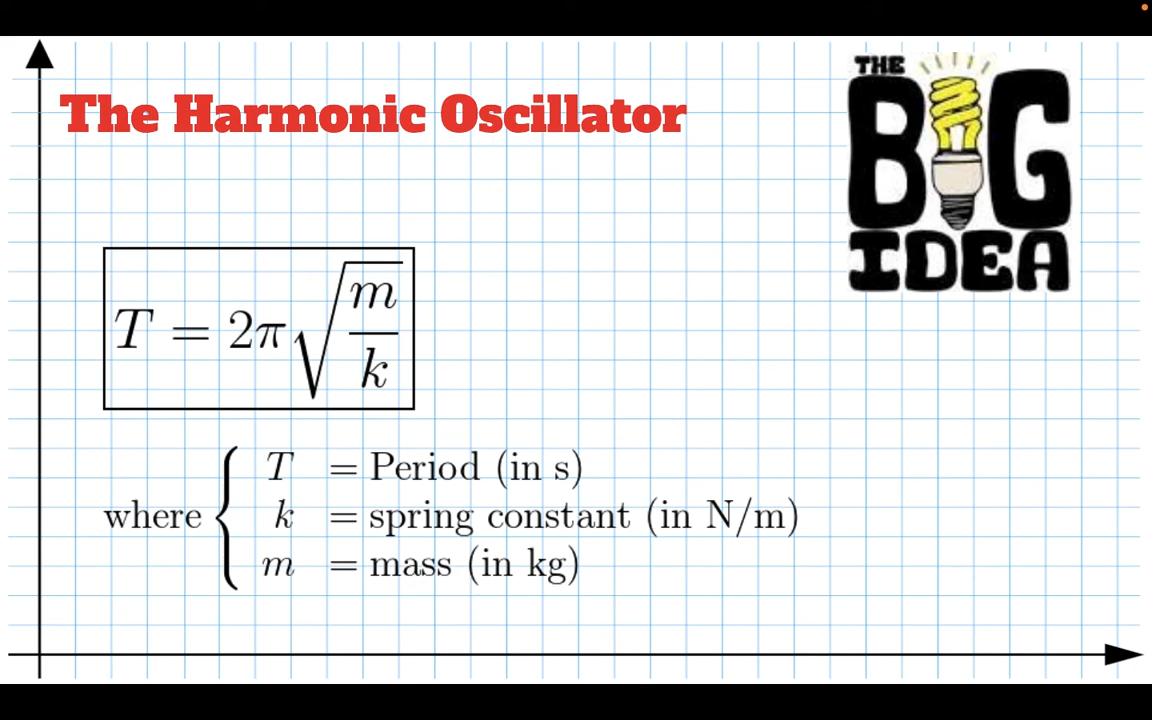 The Harmonic Oscillator
THE
BIG
IDEA
T = 2π√(m/k)
where { T = Period (in s)
k = spring constant (in N/m)
m = mass (in kg)